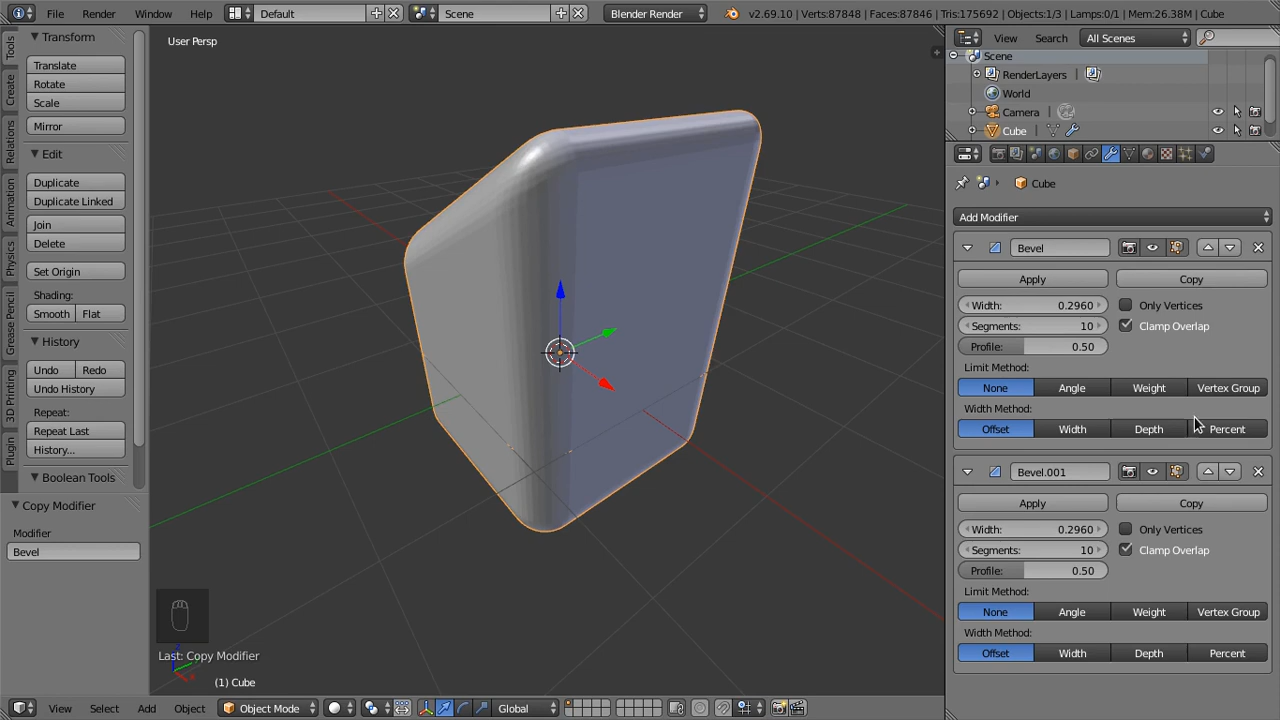 File Render Window Help Default Scene Blender Render v2.69.10 | Verts:87848 | Faces:87846 | Tris:175692 | Objects:1/3 | Lamps:0/1 | Mem:26.38M | Cube
Tools
Create
Relations
Animation
Physics
Grease Pencil
3D Printing
Plugin
Transform
Translate
Rotate
Scale
Mirror
Edit
Duplicate
Duplicate Linked
Join
Delete
Set Origin
Shading:
Smooth Flat
History
Undo Redo
Undo History
Repeat:
Repeat Last
History...
Boolean Tools
Copy Modifier
Modifier
Bevel
User Persp
Last: Copy Modifier
(1) Cube
View Select Add Object Object Mode Global
View Search All Scenes
Scene
RenderLayers |
World
Camera |
Cube |
Cube
Add Modifier
Bevel
Apply Copy
Width: 0.2960 Only Vertices
Segments: 10 Clamp Overlap
Profile: 0.50
Limit Method:
None Angle Weight Vertex Group
Width Method:
Offset Width Depth Percent
Bevel.001
Apply Copy
Width: 0.2960 Only Vertices
Segments: 10 Clamp Overlap
Profile: 0.50
Limit Method:
None Angle Weight Vertex Group
Width Method:
Offset Width Depth Percent